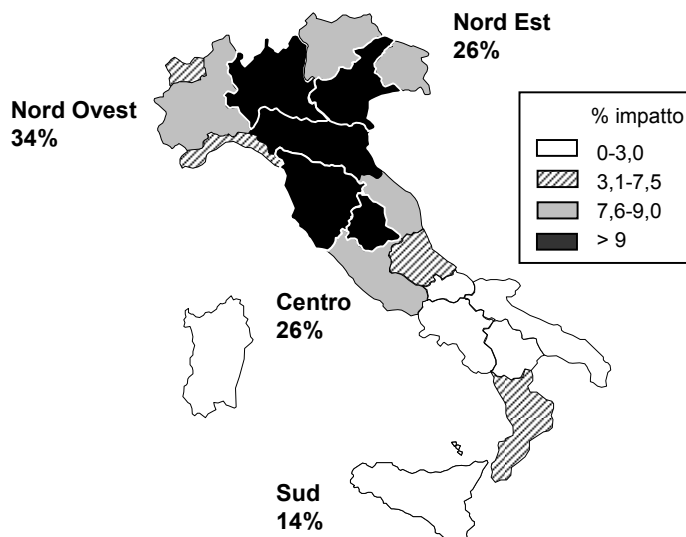 Nord Est
26%
Nord Ovest
34%
% impatto
0-3,0
3,1-7,5
7,6-9,0
> 9
Centro
26%
Sud
14%